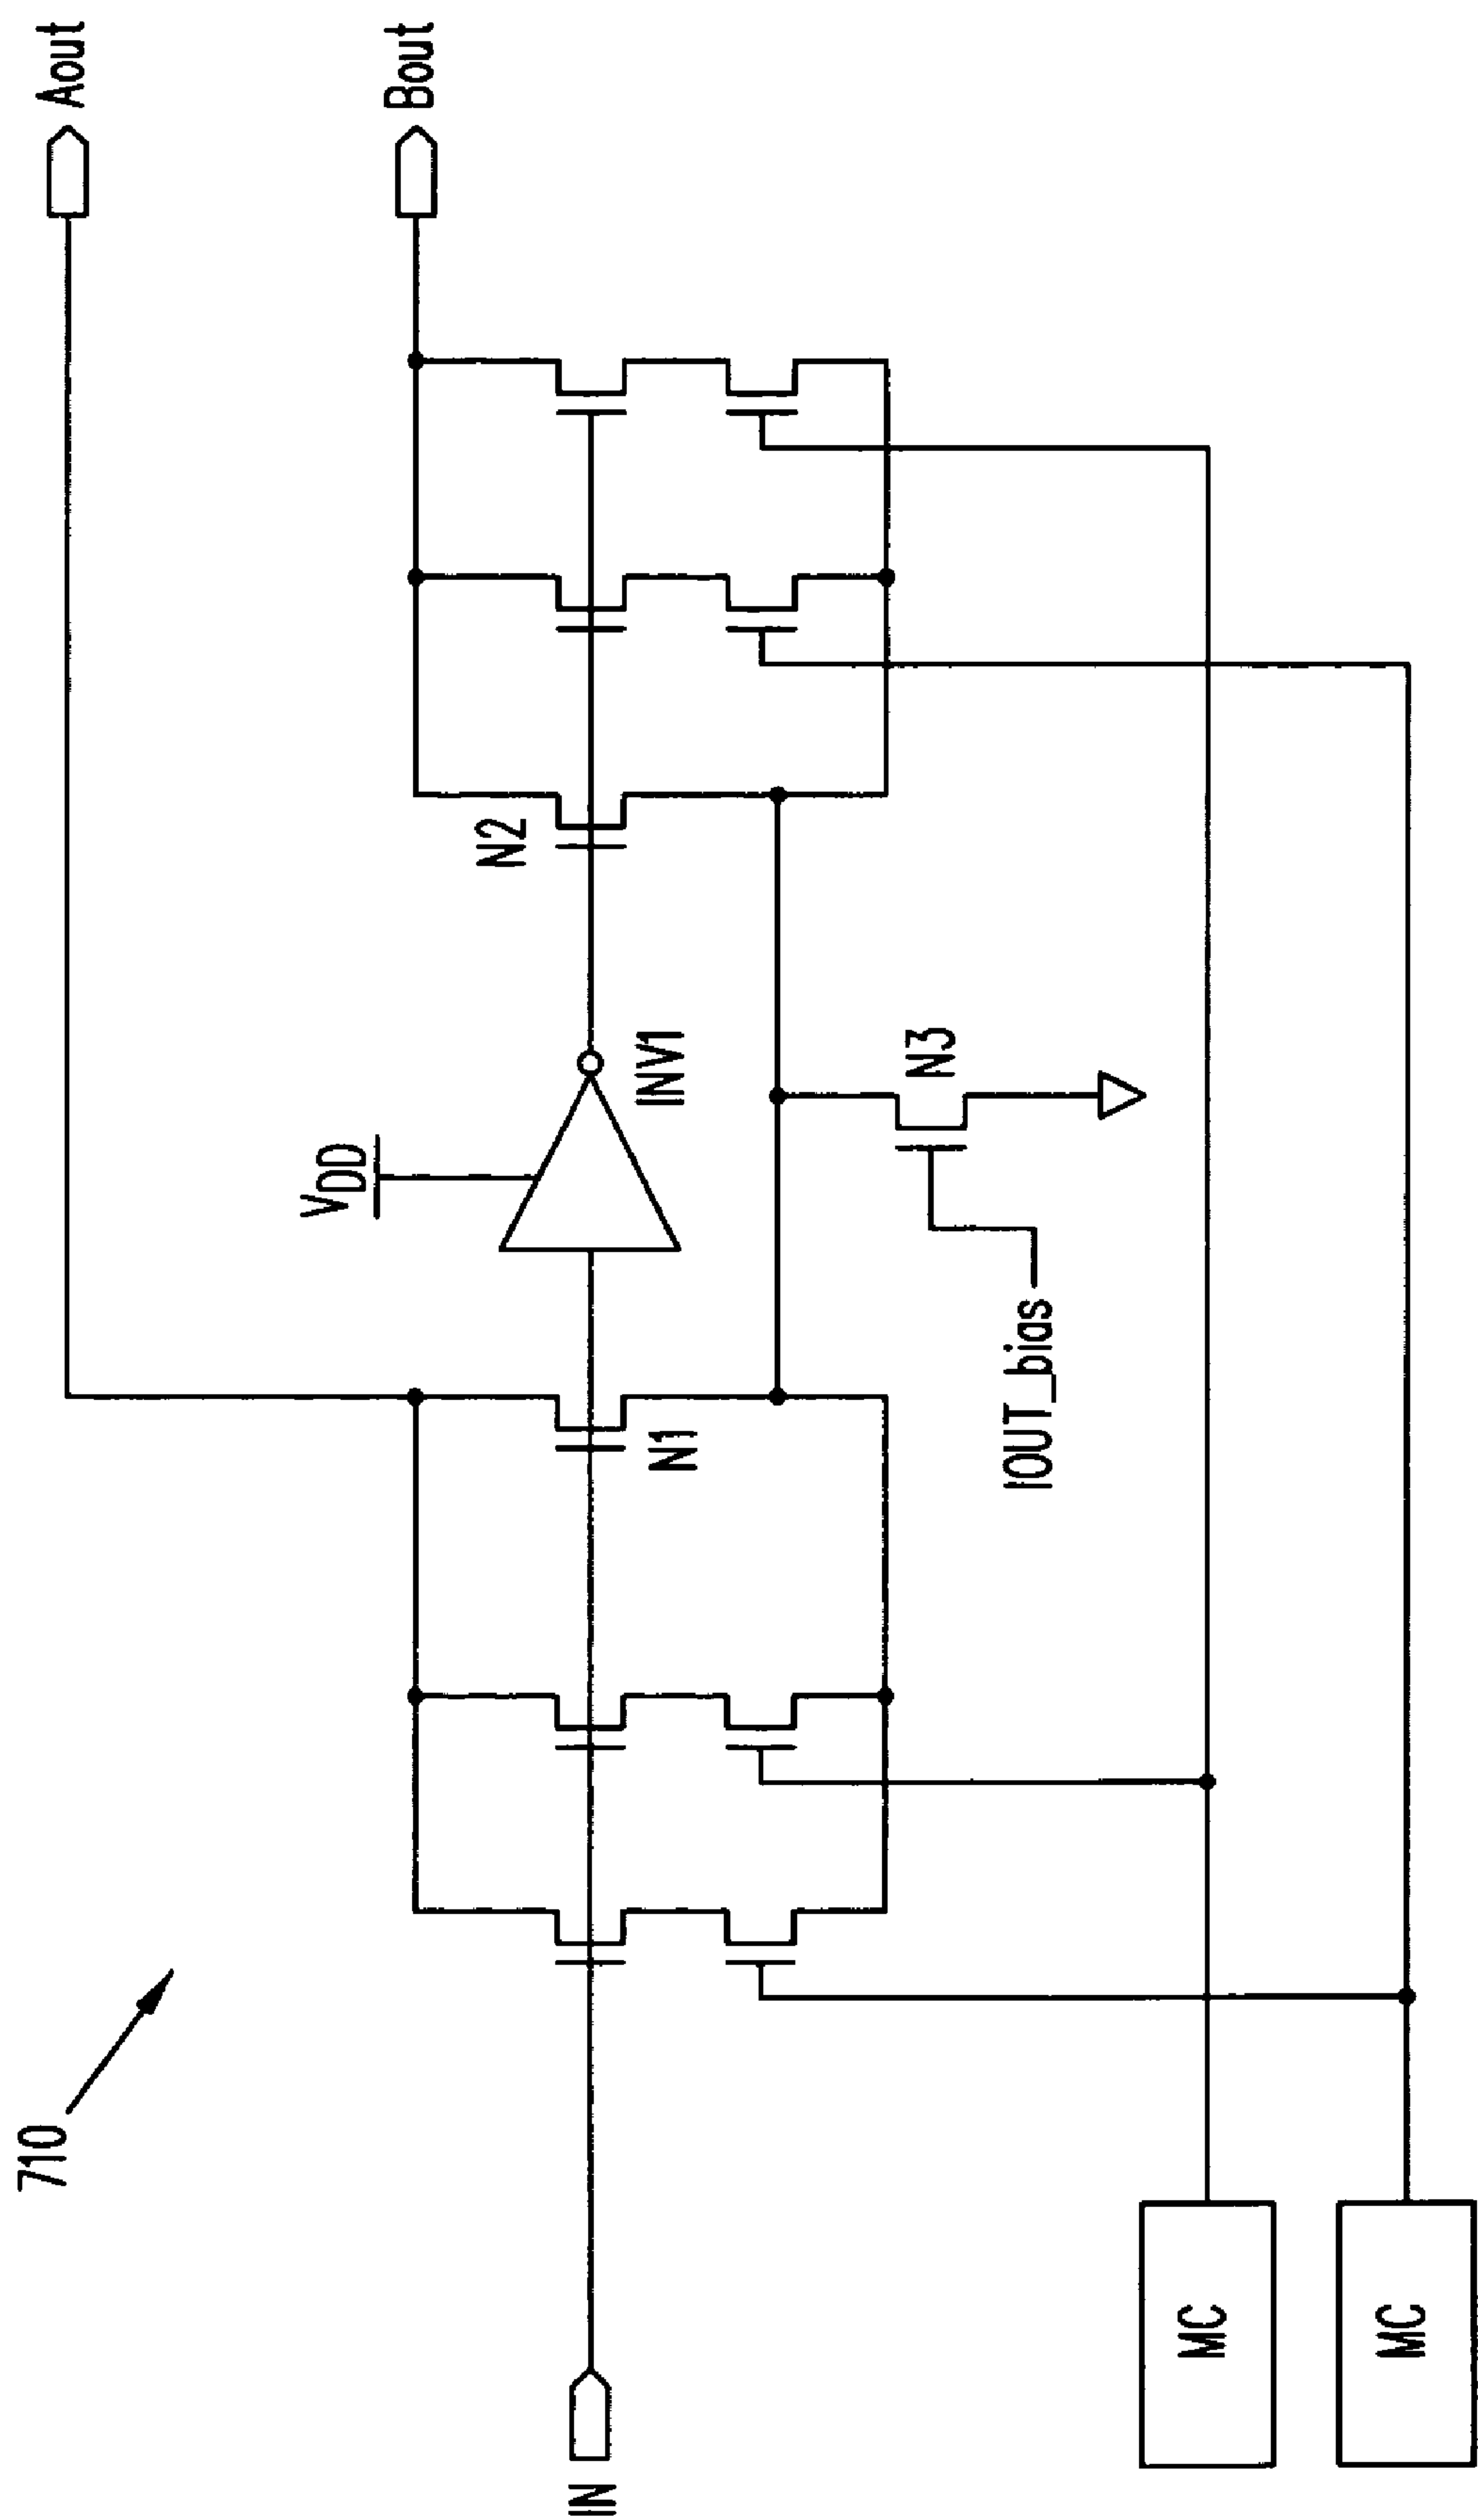 710
Aout
Bout
VDD
N2
INV1
N1
N3
IOUT_bias
IN
MC
MC